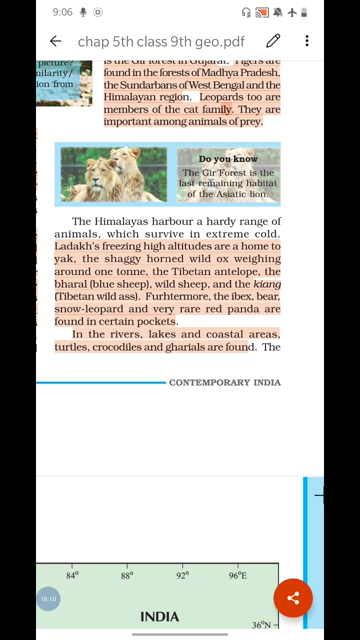 9:06
chap 5th class 9th geo.pdf
picture?
milarity/
ion from
is the Gir forest in Gujarat. Tigers are
found in the forests of Madhya Pradesh,
the Sundarbans of West Bengal and the
Himalayan region. Leopards too are
members of the cat family. They are
important among animals of prey.
Do you know
The Gir Forest is the
last remaining habitat
of the Asiatic lion.
The Himalayas harbour a hardy range of
animals, which survive in extreme cold.
Ladakh's freezing high altitudes are a home to
yak, the shaggy horned wild ox weighing
around one tonne, the Tibetan antelope, the
bharal (blue sheep), wild sheep, and the kiang
(Tibetan wild ass). Furhtermore, the ibex, bear,
snow-leopard and very rare red panda are
found in certain pockets.
In the rivers, lakes and coastal areas,
turtles, crocodiles and gharials are found. The
CONTEMPORARY INDIA
84° 88° 92° 96°E
INDIA
36°N
18:10